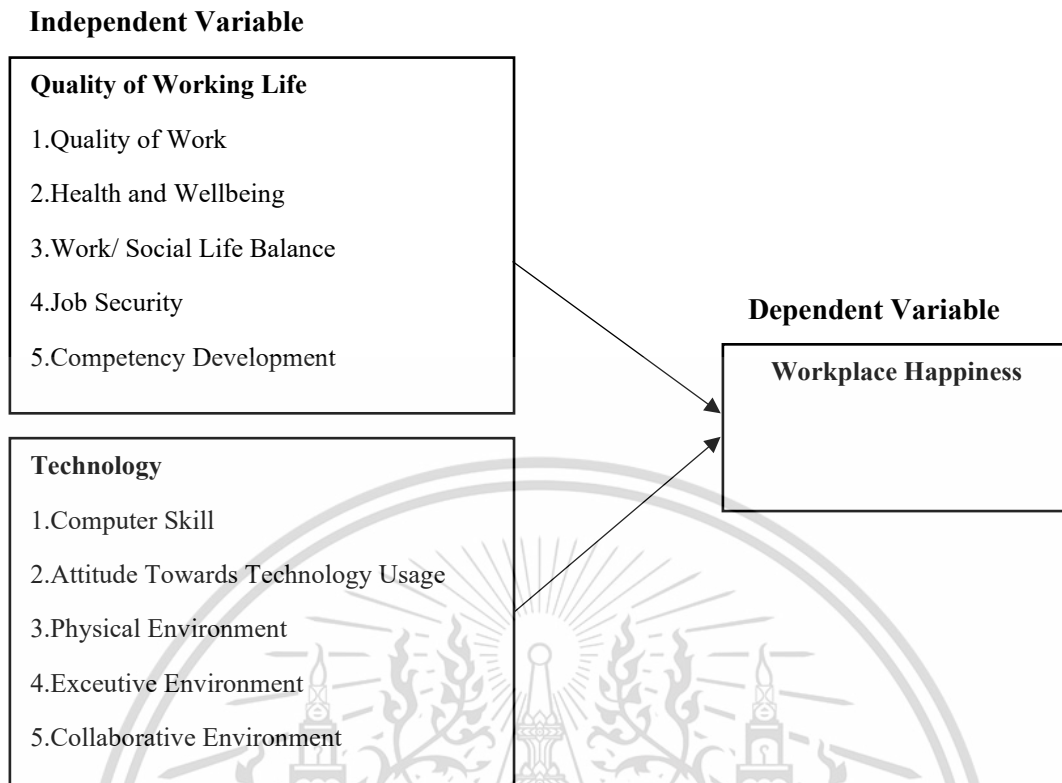 Independent Variable
Quality of Working Life
1.Quality of Work
2.Health and Wellbeing
3.Work/ Social Life Balance
4.Job Security
5.Competency Development
Dependent Variable
Workplace Happiness
Technology
1.Computer Skill
2.Attitude Towards Technology Usage
3.Physical Environment
4.Exceutive Environment
5.Collaborative Environment